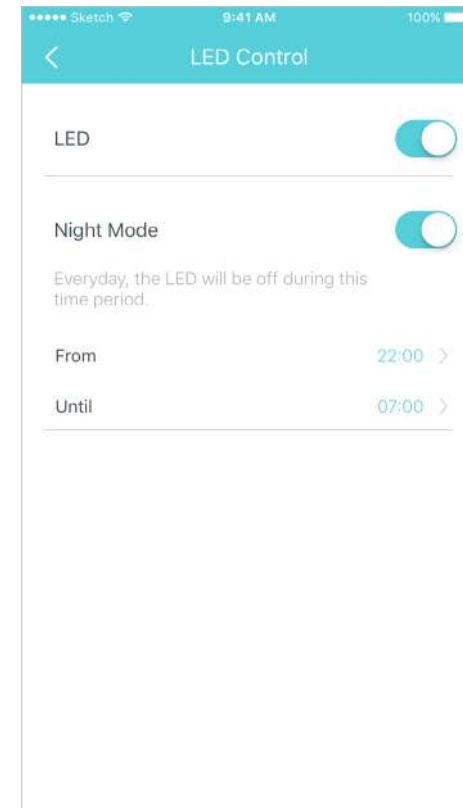 Sketch 9:41 AM 100%
LED Control
LED
Night Mode
Everyday, the LED will be off during this
time period.
From 22:00
Until 07:00